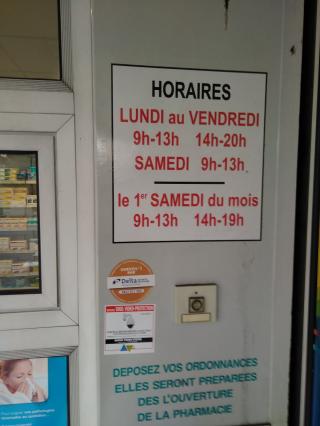 HORAIRES
LUNDI au VENDREDI
9h-13h 14h-20h
SAMEDI 9h-13h
le 1er SAMEDI du mois
9h-13h 14h-19h
Delta
DEPOSEZ VOS ORDONNANCES
ELLES SERONT PREPAREES
DES L'OUVERTURE
DE LA PHARMACIE